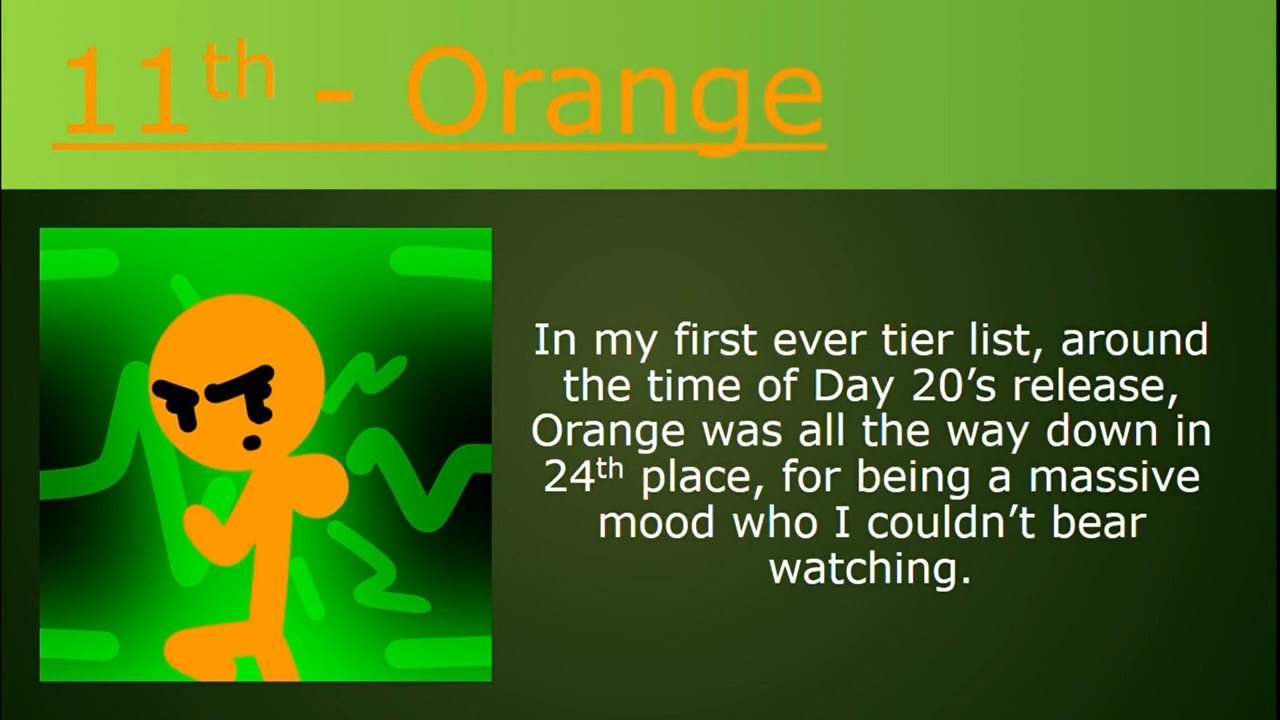 11th - Orange
In my first ever tier list, around
the time of Day 20’s release,
Orange was all the way down in
24th place, for being a massive
mood who I couldn’t bear
watching.